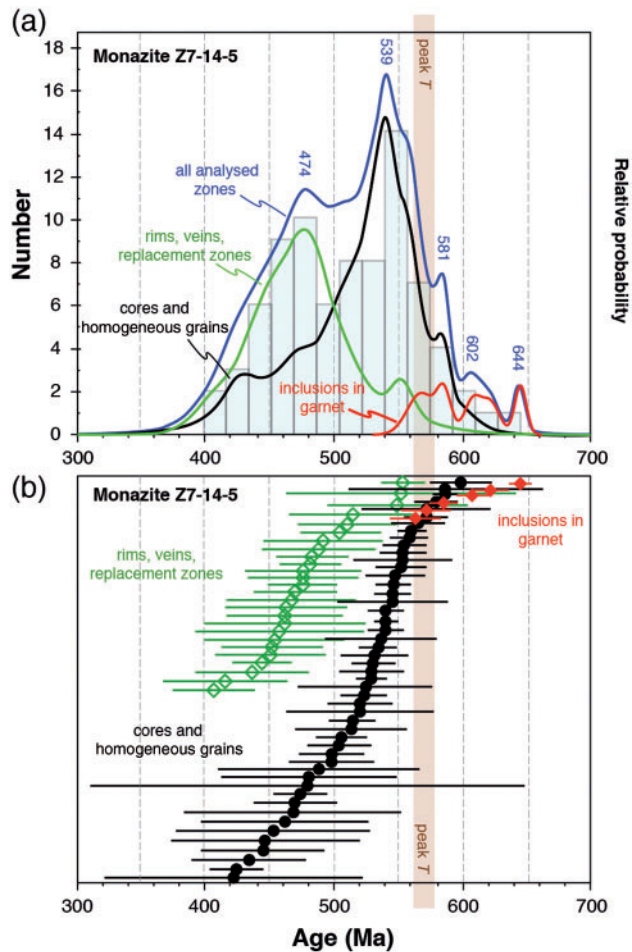 (a)
Monazite Z7-14-5
539
peak T
18
16
14
12
10
8
6
4
2
0
Number
Relative probability
474
all analysed
zones
rims, veins,
replacement zones
cores and
homogeneous grains
581
602
644
inclusions in
garnet
300
400
500
600
700
(b)
Monazite Z7-14-5
rims, veins,
replacement zones
inclusions in
garnet
cores and
homogeneous grains
peak T
300
400
500
600
700
Age (Ma)